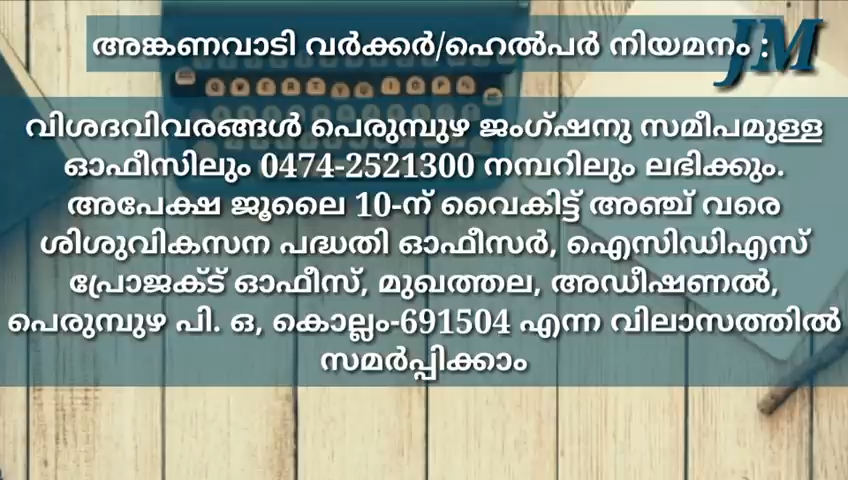 അങ്കണവാടി വർക്കർ/ഹെൽപർ നിയമനം :
JM
വിശദവിവരങ്ങൾ പെരുമ്പുഴ ജംഗ്ഷനു സമീപമുള്ള
ഓഫീസിലും 0474-2521300 നമ്പറിലും ലഭിക്കും.
അപേക്ഷ ജൂലൈ 10-ന് വൈകിട്ട് അഞ്ച് വരെ
ശിശുവികസന പദ്ധതി ഓഫീസർ, ഐസിഡിഎസ്
പ്രോജക്ട് ഓഫീസ്, മുഖത്തല, അഡീഷണൽ,
പെരുമ്പുഴ പി. ഒ, കൊല്ലം-691504 എന്ന വിലാസത്തിൽ
സമർപ്പിക്കാം